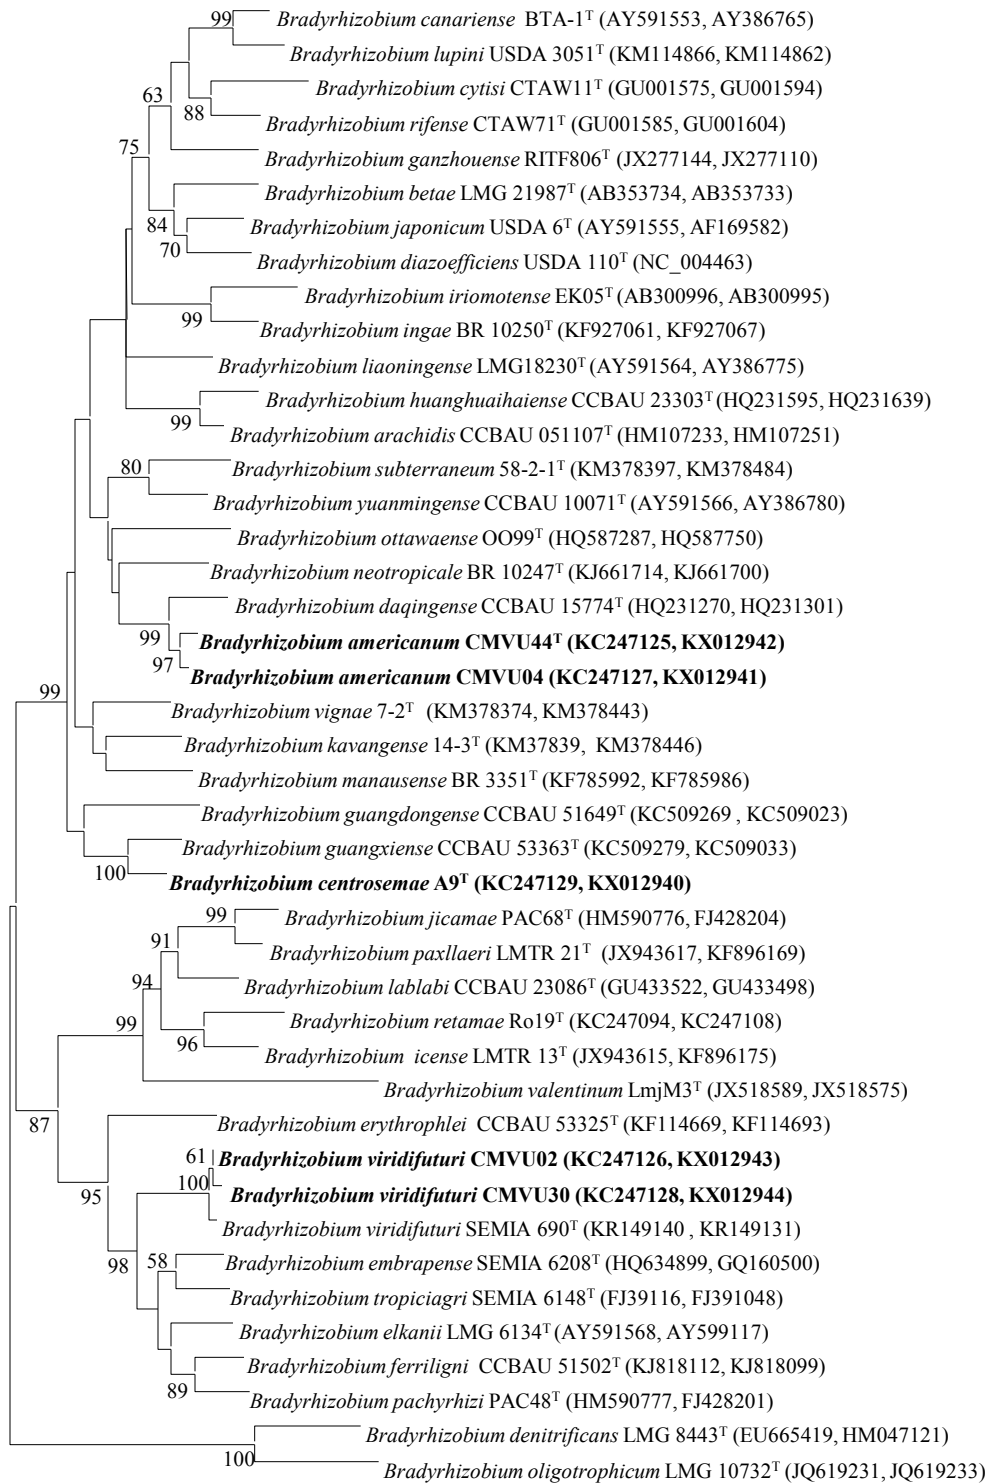 99 Bradyrhizobium canariense BTA-1ᵀ (AY591553, AY386765)
Bradyrhizobium lupini USDA 3051ᵀ (KM114866, KM114862)
Bradyrhizobium cytisi CTAW11ᵀ (GU001575, GU001594)
63
88
Bradyrhizobium rifense CTAW71ᵀ (GU001585, GU001604)
75
Bradyrhizobium ganzhouense RITF806ᵀ (JX277144, JX277110)
Bradyrhizobium betae LMG 21987ᵀ (AB353734, AB353733)
84
Bradyrhizobium japonicum USDA 6ᵀ (AY591555, AF169582)
70
Bradyrhizobium diazoefficiens USDA 110ᵀ (NC_004463)
Bradyrhizobium iriomotense EK05ᵀ (AB300996, AB300995)
99
Bradyrhizobium ingae BR 10250ᵀ (KF927061, KF927067)
Bradyrhizobium liaoningense LMG18230ᵀ (AY591564, AY386775)
Bradyrhizobium huanghuaihaiense CCBAU 23303ᵀ (HQ231595, HQ231639)
99
Bradyrhizobium arachidis CCBAU 051107ᵀ (HM107233, HM107251)
80
Bradyrhizobium subterraneum 58-2-1ᵀ (KM378397, KM378484)
Bradyrhizobium yuanmingense CCBAU 10071ᵀ (AY591566, AY386780)
Bradyrhizobium ottawaense OO99ᵀ (HQ587287, HQ587750)
Bradyrhizobium neotropicale BR 10247ᵀ (KJ661714, KJ661700)
Bradyrhizobium daqingense CCBAU 15774ᵀ (HQ231270, HQ231301)
99
Bradyrhizobium americanum CMVU44ᵀ (KC247125, KX012942)
97
Bradyrhizobium americanum CMVU04 (KC247127, KX012941)
99
Bradyrhizobium vignae 7-2ᵀ (KM378374, KM378443)
Bradyrhizobium kavangense 14-3ᵀ (KM37839, KM378446)
Bradyrhizobium manausense BR 3351ᵀ (KF785992, KF785986)
Bradyrhizobium guangdongense CCBAU 51649ᵀ (KC509269 , KC509023)
Bradyrhizobium guangxiense CCBAU 53363ᵀ (KC509279, KC509033)
100
Bradyrhizobium centrosemae A9ᵀ (KC247129, KX012940)
99
Bradyrhizobium jicamae PAC68ᵀ (HM590776, FJ428204)
91
Bradyrhizobium paxllaeri LMTR 21ᵀ (JX943617, KF896169)
94
Bradyrhizobium lablabi CCBAU 23086ᵀ (GU433522, GU433498)
99
Bradyrhizobium retamae Ro19ᵀ (KC247094, KC247108)
96
Bradyrhizobium icense LMTR 13ᵀ (JX943615, KF896175)
Bradyrhizobium valentinum LmjM3ᵀ (JX518589, JX518575)
87
Bradyrhizobium erythrophlei CCBAU 53325ᵀ (KF114669, KF114693)
61
Bradyrhizobium viridifuturi CMVU02 (KC247126, KX012943)
100
95
Bradyrhizobium viridifuturi CMVU30 (KC247128, KX012944)
Bradyrhizobium viridifuturi SEMIA 690ᵀ (KR149140 , KR149131)
98
58
Bradyrhizobium embrapense SEMIA 6208ᵀ (HQ634899, GQ160500)
Bradyrhizobium tropiciagri SEMIA 6148ᵀ (FJ39116, FJ391048)
Bradyrhizobium elkanii LMG 6134ᵀ (AY591568, AY599117)
Bradyrhizobium ferriligni CCBAU 51502ᵀ (KJ818112, KJ818099)
89
Bradyrhizobium pachyrhizi PAC48ᵀ (HM590777, FJ428201)
Bradyrhizobium denitrificans LMG 8443ᵀ (EU665419, HM047121)
100
Bradyrhizobium oligotrophicum LMG 10732ᵀ (JQ619231, JQ619233)